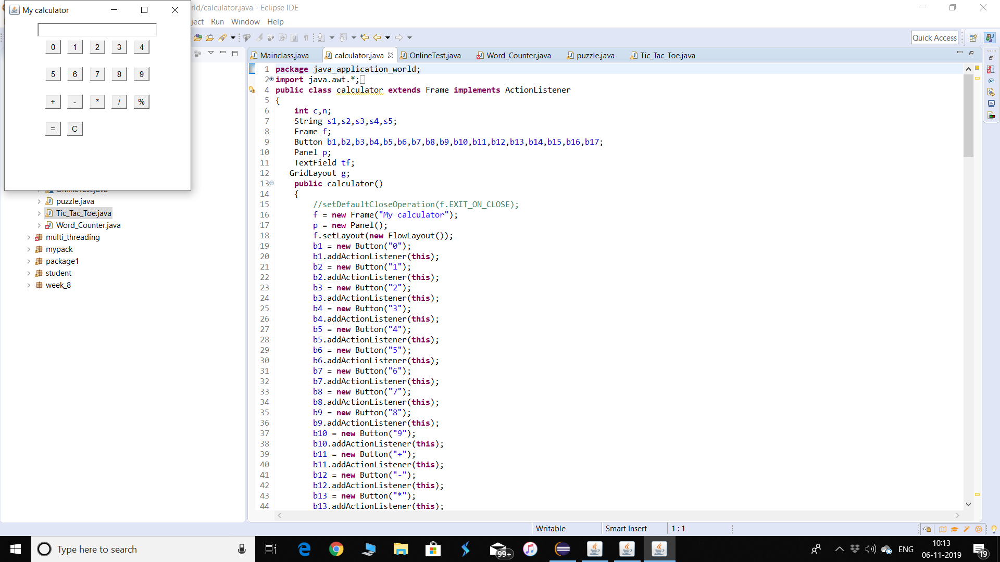 My calculator
rld/calculator.java - Eclipse IDE
ject Run Window Help
0 1 2 3 4
5 6 7 8 9
+ - * / %
= C
Quick Access
Mainclass.java calculator.java OnlineTest.java Word_Counter.java puzzle.java Tic_Tac_Toe.java
OnlineTest.java
puzzle.java
Tic_Tac_Toe.java
Word_Counter.java
multi_threading
mypack
package1
student
week_8
1 package java_application_world;
2 import java.awt.*;
4 public class calculator extends Frame implements ActionListener
5 {
6 int c,n;
7 String s1,s2,s3,s4,s5;
8 Frame f;
9 Button b1,b2,b3,b4,b5,b6,b7,b8,b9,b10,b11,b12,b13,b14,b15,b16,b17;
10 Panel p;
11 TextField tf;
12 GridLayout g;
13 public calculator()
14 {
15 //setDefaultCloseOperation(f.EXIT_ON_CLOSE);
16 f = new Frame("My calculator");
17 p = new Panel();
18 f.setLayout(new FlowLayout());
19 b1 = new Button("0");
20 b1.addActionListener(this);
21 b2 = new Button("1");
22 b2.addActionListener(this);
23 b3 = new Button("2");
24 b3.addActionListener(this);
25 b4 = new Button("3");
26 b4.addActionListener(this);
27 b5 = new Button("4");
28 b5.addActionListener(this);
29 b6 = new Button("5");
30 b6.addActionListener(this);
31 b7 = new Button("6");
32 b7.addActionListener(this);
33 b8 = new Button("7");
34 b8.addActionListener(this);
35 b9 = new Button("8");
36 b9.addActionListener(this);
37 b10 = new Button("9");
38 b10.addActionListener(this);
39 b11 = new Button("+");
40 b11.addActionListener(this);
41 b12 = new Button("-");
42 b12.addActionListener(this);
43 b13 = new Button("*");
44 b13.addActionListener(this);
Writable Smart Insert 1 : 1
Type here to search
99+
ENG
10:13
06-11-2019
19